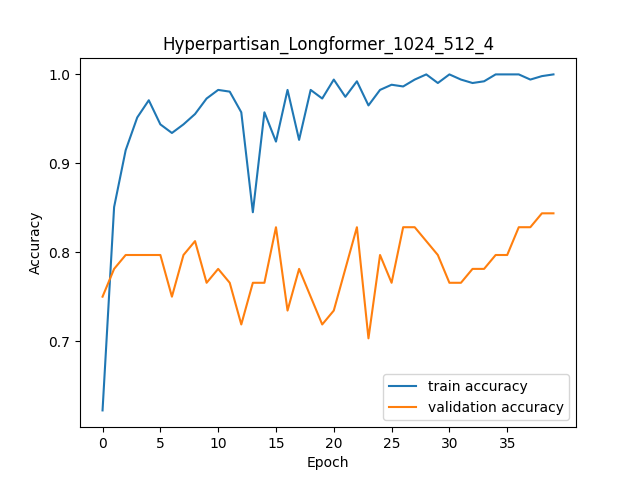 Hyperpartisan_Longformer_1024_512_4
1.0
0.9
0.8
0.7
Accuracy
train accuracy
validation accuracy
0 5 10 15 20 25 30 35
Epoch